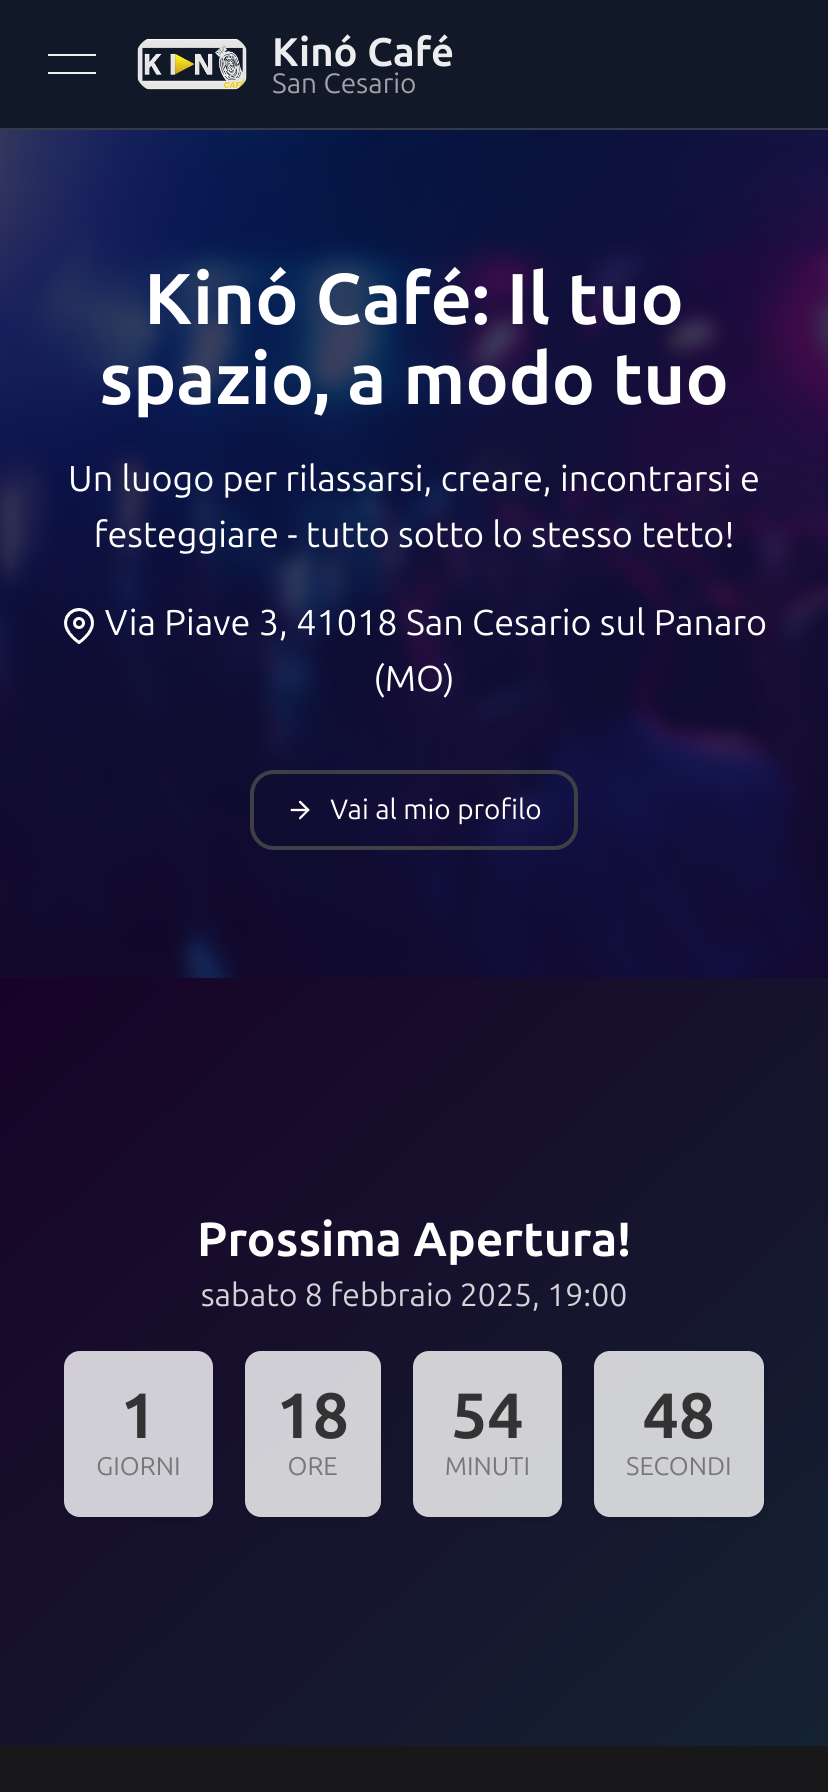 KINO
CAFÈ
Kinó Café
San Cesario
Kinó Café: Il tuo
spazio, a modo tuo
Un luogo per rilassarsi, creare, incontrarsi e
festeggiare - tutto sotto lo stesso tetto!
Via Piave 3, 41018 San Cesario sul Panaro
(MO)
Vai al mio profilo
Prossima Apertura!
sabato 8 febbraio 2025, 19:00
1 18 54 48
GIORNI ORE MINUTI SECONDI